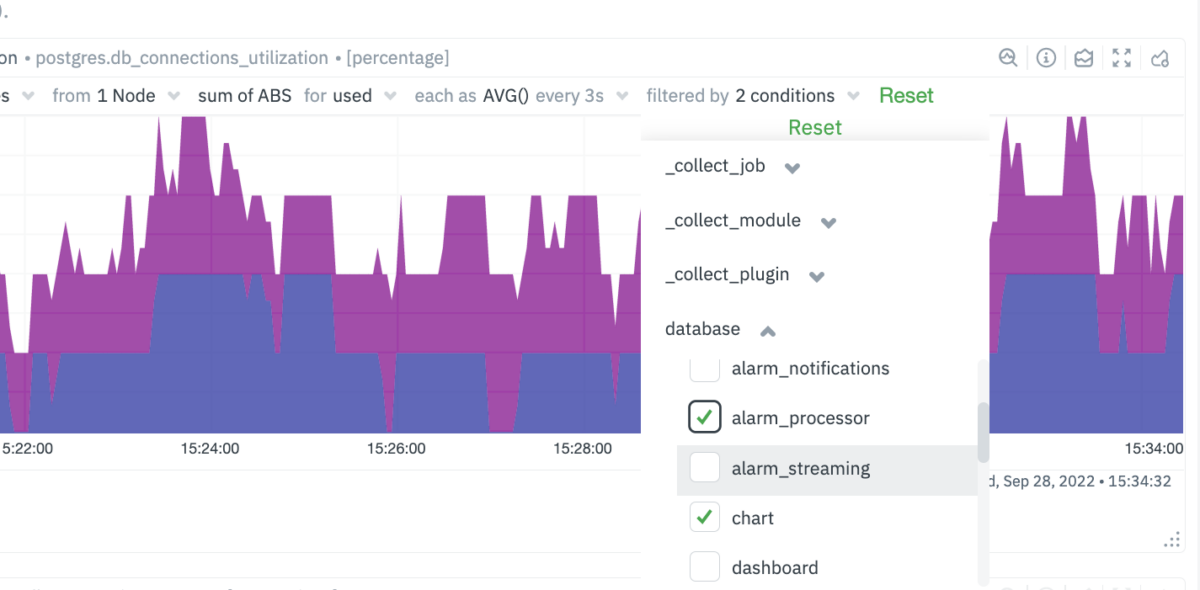 ).
on • postgres.db_connections_utilization • [percentage]
s from 1 Node sum of ABS for used each as AVG() every 3s filtered by 2 conditions Reset
Reset
_collect_job
_collect_module
_collect_plugin
database
alarm_notifications
alarm_processor
alarm_streaming
chart
dashboard
5:22:00 15:24:00 15:26:00 15:28:00 15:34:00
d, Sep 28, 2022 • 15:34:32